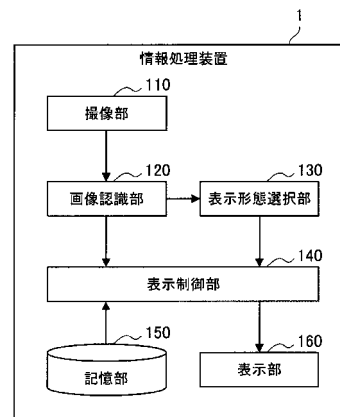 1
情報処理装置
110
撮像部
120
画像認識部
130
表示形態選択部
140
表示制御部
150
記憶部
160
表示部